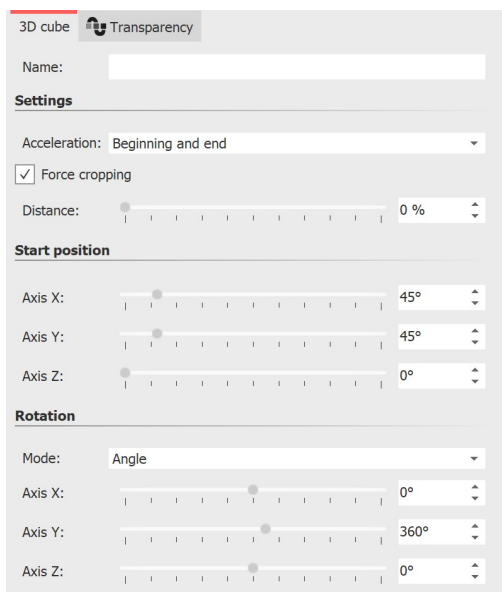 3D cube Transparency
Name:
Settings
Acceleration: Beginning and end
Force cropping
Distance: 0 %
Start position
Axis X: 45°
Axis Y: 45°
Axis Z: 0°
Rotation
Mode: Angle
Axis X: 0°
Axis Y: 360°
Axis Z: 0°